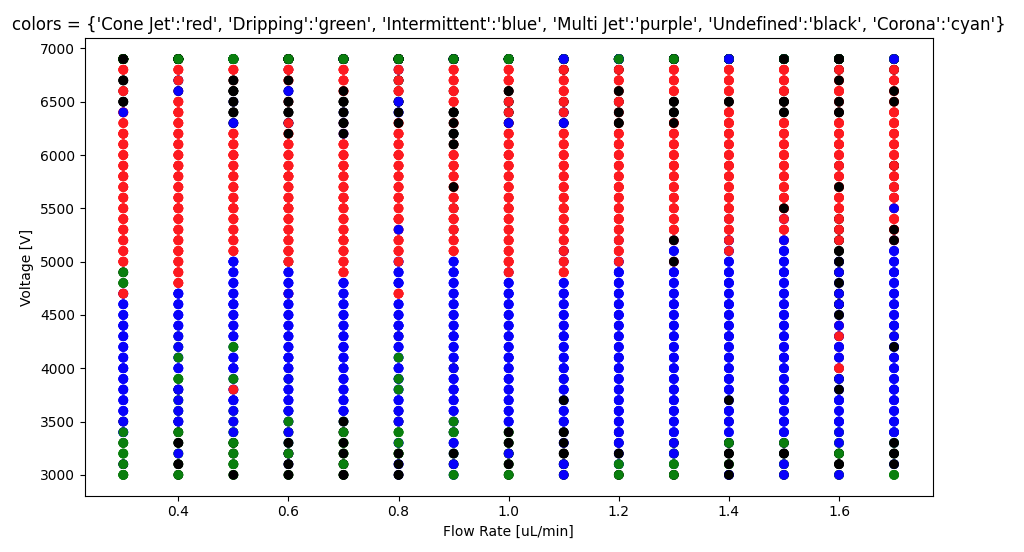 colors = {'Cone Jet':'red', 'Dripping':'green', 'Intermittent':'blue', 'Multi Jet':'purple', 'Undefined':'black', 'Corona':'cyan'}
7000
6500
6000
5500
5000
4500
4000
3500
3000
Voltage [V]
0.4 0.6 0.8 1.0 1.2 1.4 1.6
Flow Rate [uL/min]